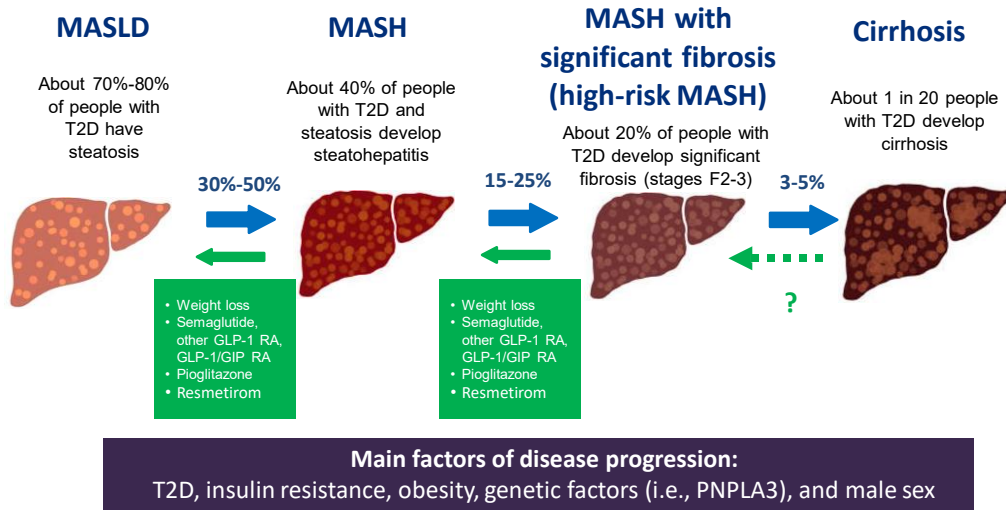 MASLD
About 70%-80%
of people with
T2D have
steatosis
MASH
About 40% of people
with T2D and
steatosis develop
steatohepatitis
MASH with
significant fibrosis
(high-risk MASH)
About 20% of people with
T2D develop significant
fibrosis (stages F2-3)
Cirrhosis
About 1 in 20 people
with T2D develop
cirrhosis
30%-50%
15-25%
3-5%
• Weight loss
• Semaglutide,
other GLP-1 RA,
GLP-1/GIP RA
• Pioglitazone
• Resmetirom
• Weight loss
• Semaglutide,
other GLP-1 RA,
GLP-1/GIP RA
• Pioglitazone
• Resmetirom
?
Main factors of disease progression:
T2D, insulin resistance, obesity, genetic factors (i.e., PNPLA3), and male sex